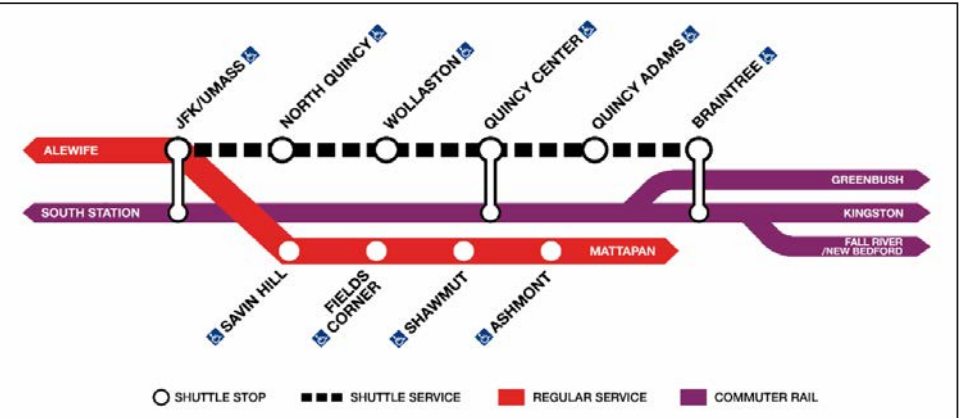 JFK/UMASS
NORTH QUINCY
WOLLASTON
QUINCY CENTER
QUINCY ADAMS
BRAINTREE
ALEWIFE
GREENBUSH
SOUTH STATION
KINGSTON
FALL RIVER
/NEW BEDFORD
MATTAPAN
SAVIN HILL
FIELDS
CORNER
SHAWMUT
ASHMONT
SHUTTLE STOP
SHUTTLE SERVICE
REGULAR SERVICE
COMMUTER RAIL